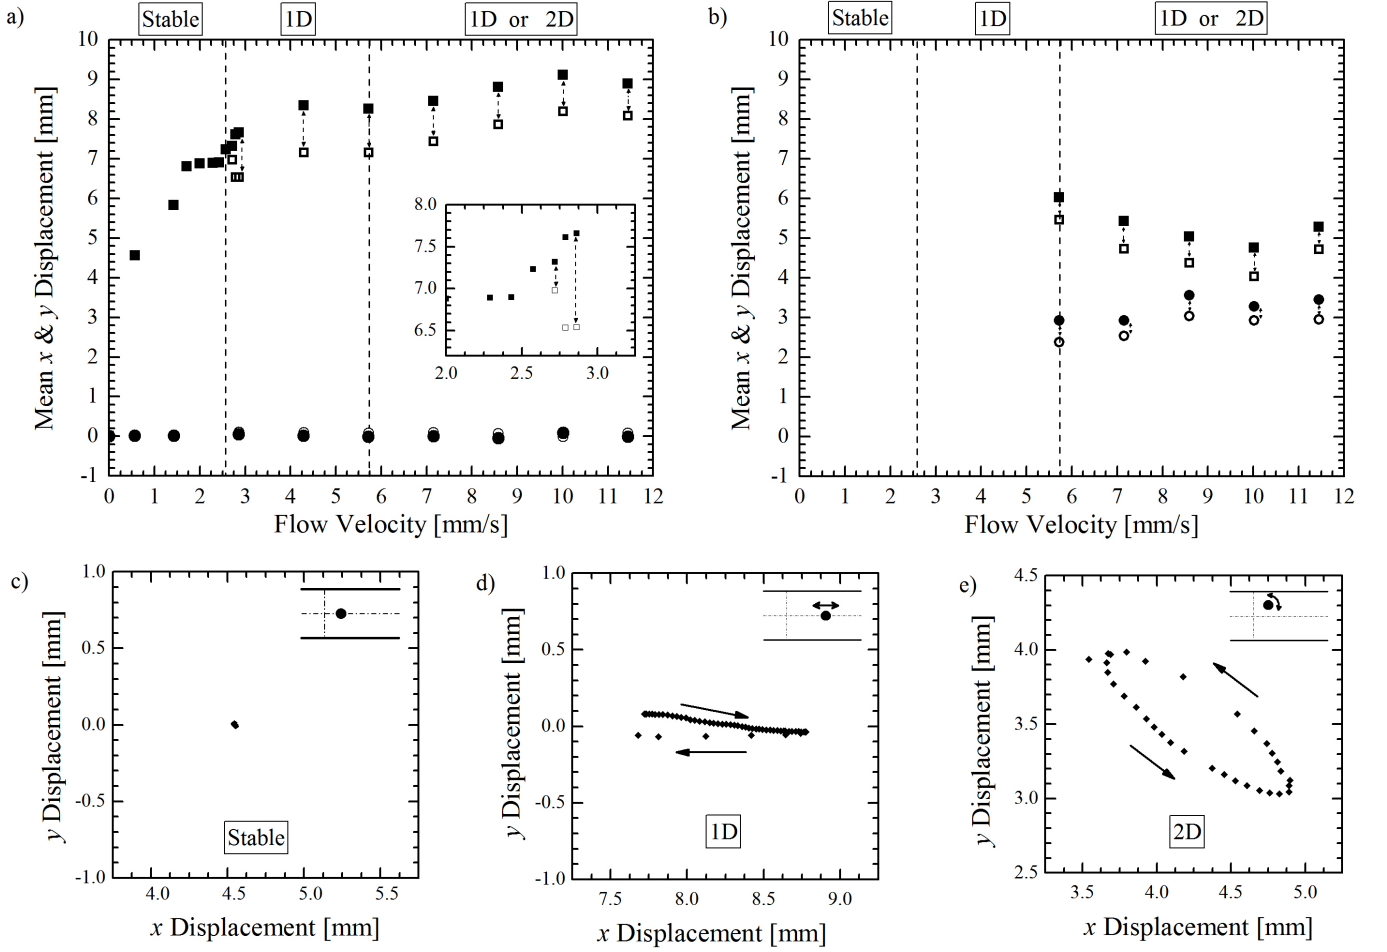 a)
Stable 1D 1D or 2D
10
9
8
7
6
5
4
3
2
1
0
-1
0 1 2 3 4 5 6 7 8 9 10 11 12
Mean x & y Displacement [mm]
Flow Velocity [mm/s]
8.0
7.5
7.0
6.5
2.0 2.5 3.0
b)
Stable 1D 1D or 2D
10
9
8
7
6
5
4
3
2
1
0
-1
0 1 2 3 4 5 6 7 8 9 10 11 12
Mean x & y Displacement [mm]
Flow Velocity [mm/s]
c)
1.0
0.5
0.0
-0.5
-1.0
4.0 4.5 5.0 5.5
y Displacement [mm]
Stable
x Displacement [mm]
d)
1.0
0.5
0.0
-0.5
-1.0
7.5 8.0 8.5 9.0
y Displacement [mm]
1D
x Displacement [mm]
e)
4.5
4.0
3.5
3.0
2.5
3.5 4.0 4.5 5.0
y Displacement [mm]
2D
x Displacement [mm]